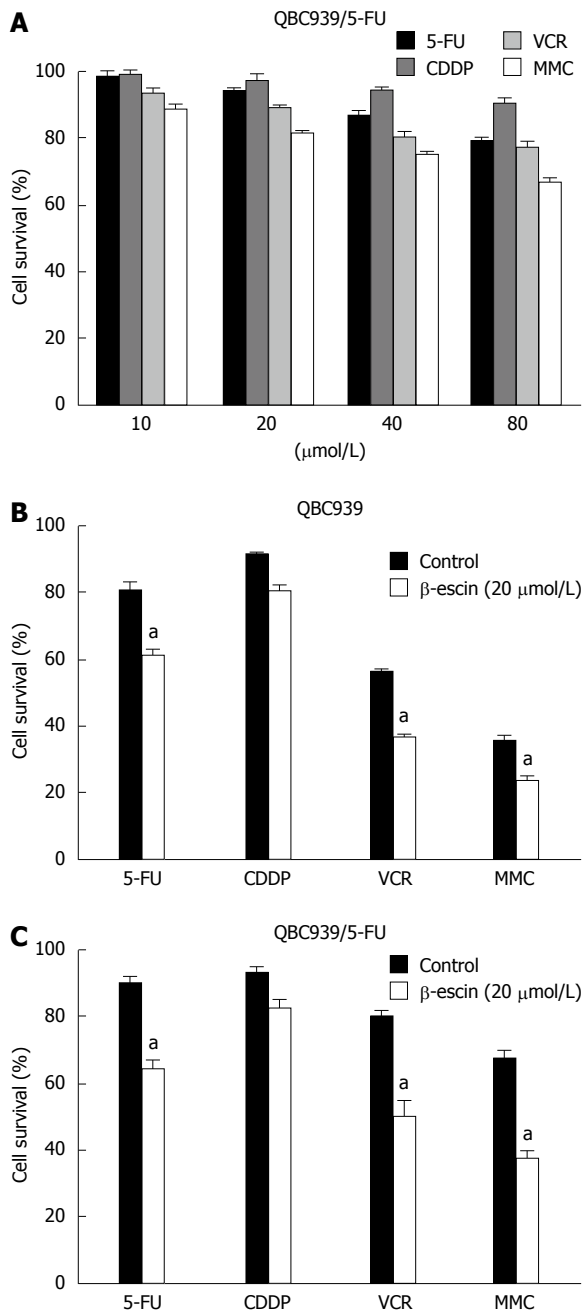 A
QBC939/5-FU
5-FU VCR
CDDP MMC
Cell survival (%)
100
80
60
40
20
0
10 20 40 80
(μmol/L)
B
QBC939
Control
β-escin (20 μmol/L)
Cell survival (%)
100
80
60
40
20
0
a
a
a
5-FU CDDP VCR MMC
C
QBC939/5-FU
Control
β-escin (20 μmol/L)
Cell survival (%)
100
80
60
40
20
0
a
a
a
5-FU CDDP VCR MMC